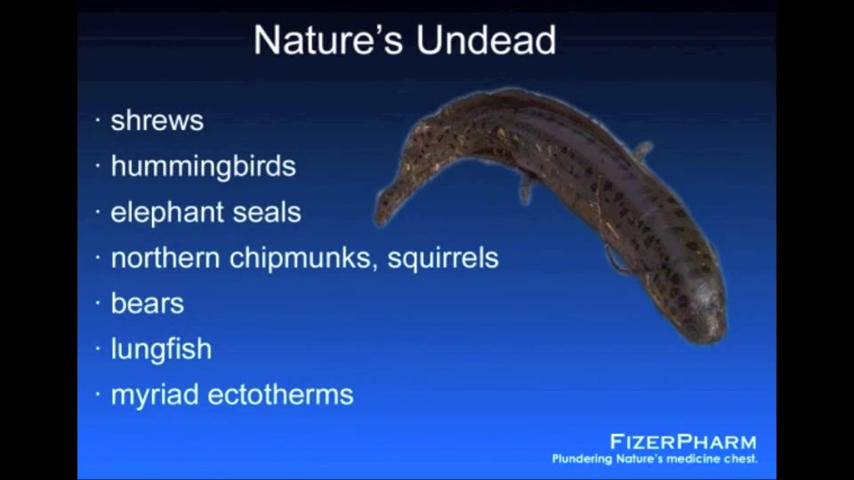 Nature's Undead
· shrews
· hummingbirds
· elephant seals
· northern chipmunks, squirrels
· bears
· lungfish
· myriad ectotherms
FIZERPHARM
Plundering Nature's medicine chest.